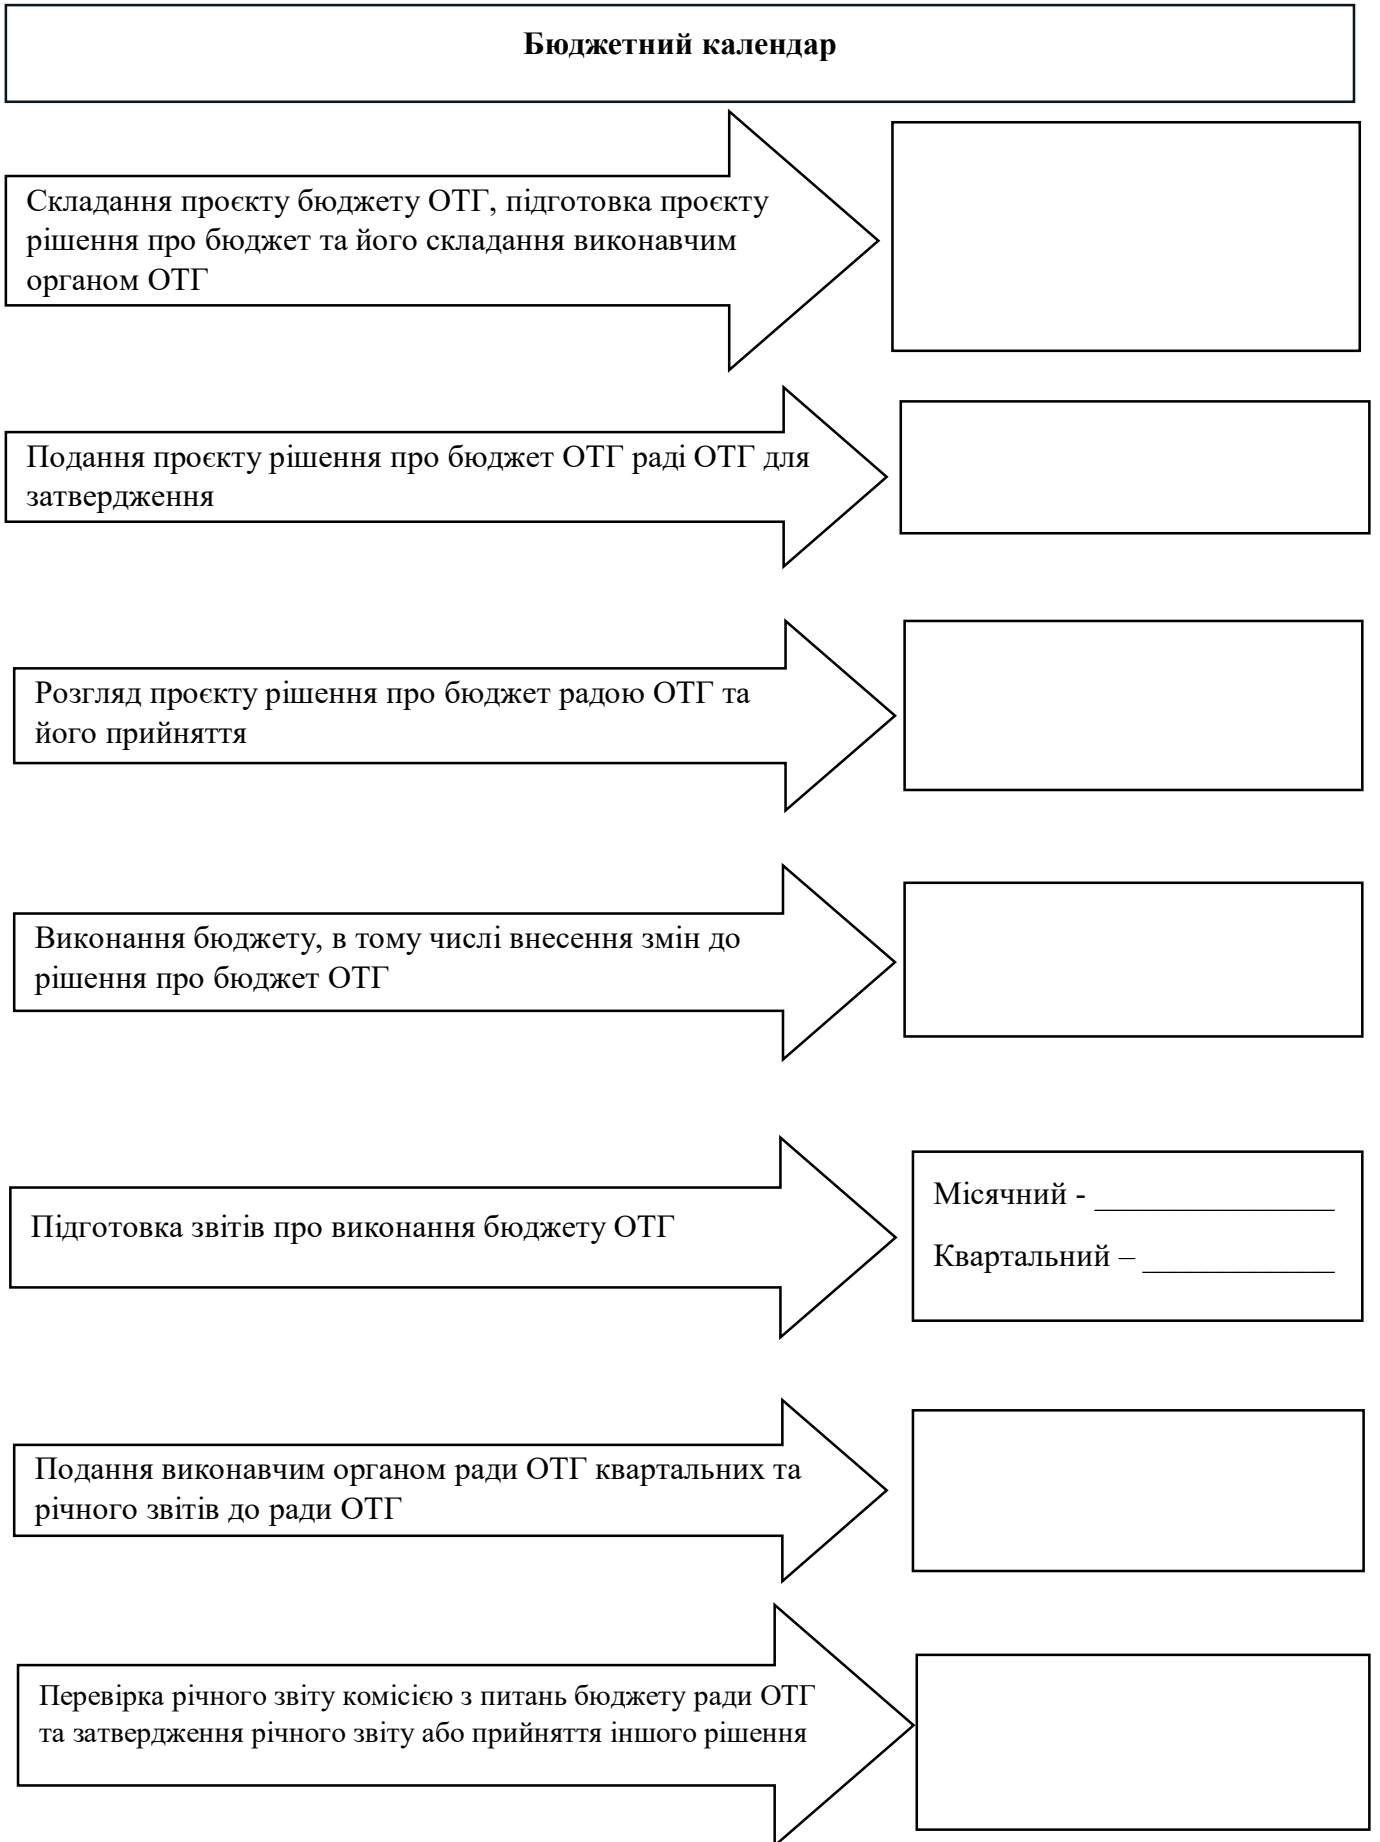 Бюджетний календар
Складання проєкту бюджету ОТГ, підготовка проєкту
рішення про бюджет та його складання виконавчим
органом ОТГ
Подання проєкту рішення про бюджет ОТГ раді ОТГ для
затвердження
Розгляд проєкту рішення про бюджет радою ОТГ та
його прийняття
Виконання бюджету, в тому числі внесення змін до
рішення про бюджет ОТГ
Підготовка звітів про виконання бюджету ОТГ
Місячний - _______________
Квартальний – ____________
Подання виконавчим органом ради ОТГ квартальних та
річного звітів до ради ОТГ
Перевірка річного звіту комісією з питань бюджету ради ОТГ
та затвердження річного звіту або прийняття іншого рішення